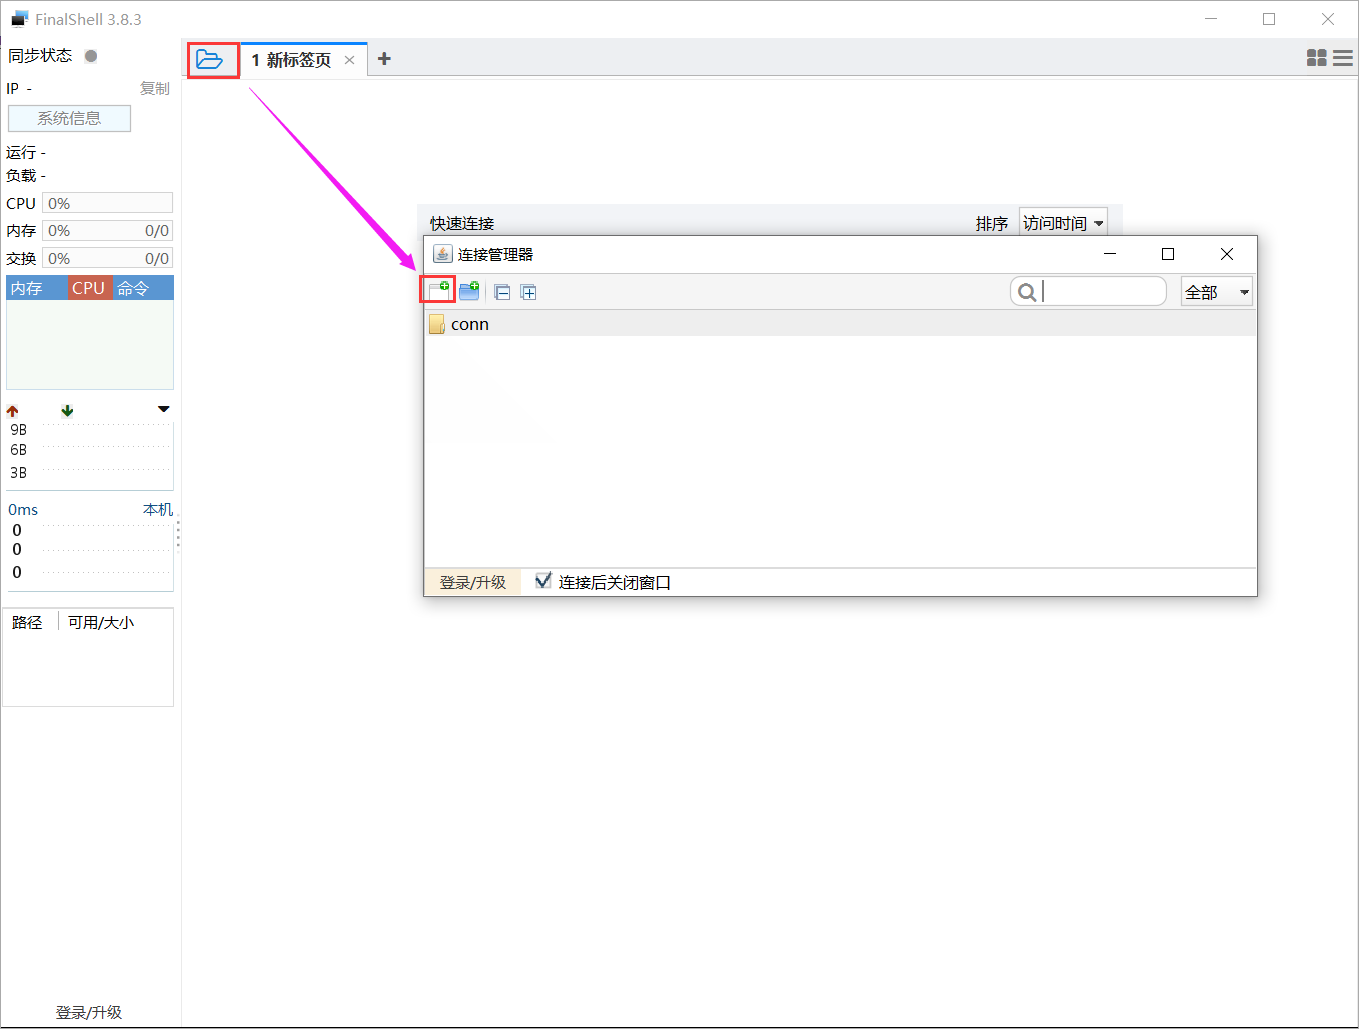 FinalShell 3.8.3
同步状态
IP -
复制
系统信息
运行 -
负载 -
CPU 0%
内存 0% 0/0
交换 0% 0/0
内存 CPU 命令
9B
6B
3B
0ms 本机
0
0
0
路径 可用/大小
登录/升级
1 新标签页
快速连接 排序 访问时间
连接管理器
全部
conn
登录/升级 连接后关闭窗口